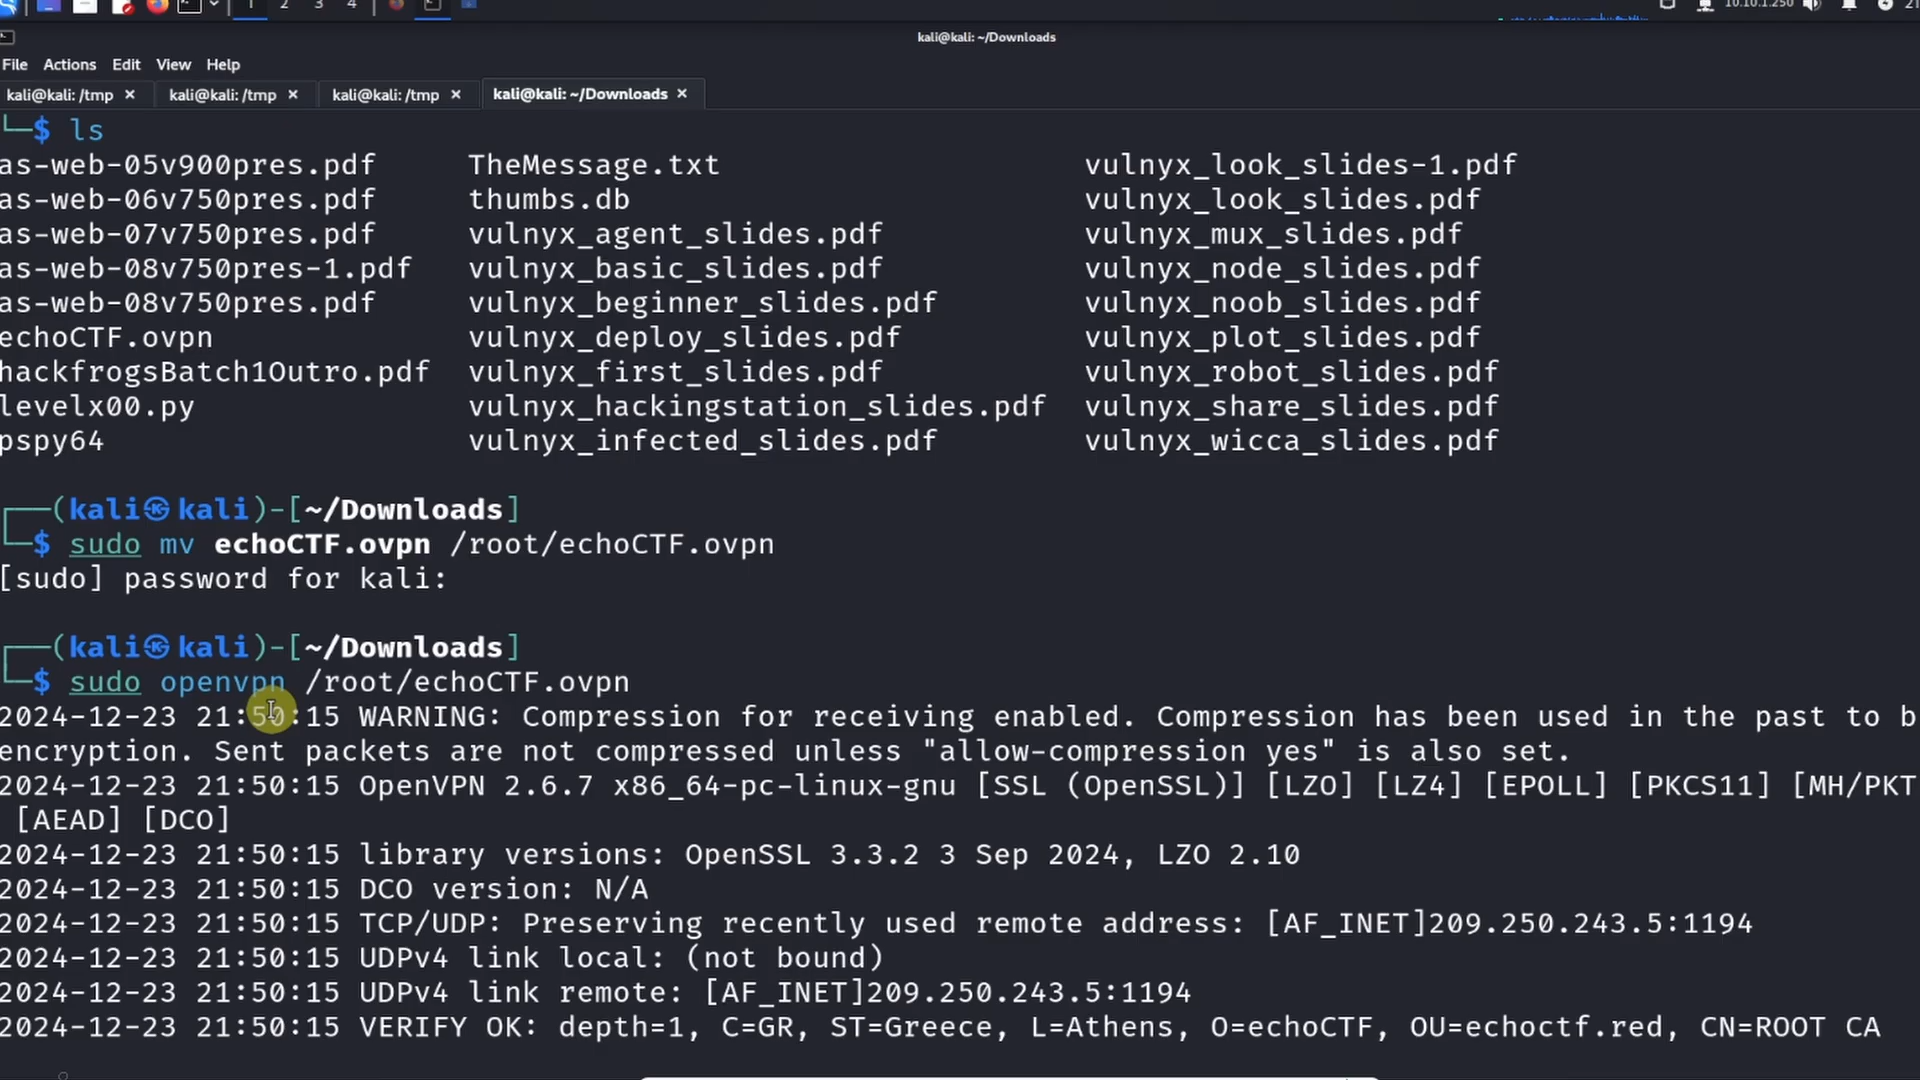 1 2 3 4 10.10.1.250 21
kali@kali: ~/Downloads
File Actions Edit View Help
kali@kali: /tmp × kali@kali: /tmp × kali@kali: /tmp × kali@kali: ~/Downloads ×
└─$ ls
as-web-05v900pres.pdf TheMessage.txt vulnyx_look_slides-1.pdf
as-web-06v750pres.pdf thumbs.db vulnyx_look_slides.pdf
as-web-07v750pres.pdf vulnyx_agent_slides.pdf vulnyx_mux_slides.pdf
as-web-08v750pres-1.pdf vulnyx_basic_slides.pdf vulnyx_node_slides.pdf
as-web-08v750pres.pdf vulnyx_beginner_slides.pdf vulnyx_noob_slides.pdf
echoCTF.ovpn vulnyx_deploy_slides.pdf vulnyx_plot_slides.pdf
hackfrogsBatch1Outro.pdf vulnyx_first_slides.pdf vulnyx_robot_slides.pdf
levelx00.py vulnyx_hackingstation_slides.pdf vulnyx_share_slides.pdf
pspy64 vulnyx_infected_slides.pdf vulnyx_wicca_slides.pdf
┌──(kali㉿kali)-[~/Downloads]
└─$ sudo mv echoCTF.ovpn /root/echoCTF.ovpn
[sudo] password for kali:
┌──(kali㉿kali)-[~/Downloads]
└─$ sudo openvpn /root/echoCTF.ovpn
2024-12-23 21:50:15 WARNING: Compression for receiving enabled. Compression has been used in the past to b
encryption. Sent packets are not compressed unless "allow-compression yes" is also set.
2024-12-23 21:50:15 OpenVPN 2.6.7 x86_64-pc-linux-gnu [SSL (OpenSSL)] [LZO] [LZ4] [EPOLL] [PKCS11] [MH/PKT
[AEAD] [DCO]
2024-12-23 21:50:15 library versions: OpenSSL 3.3.2 3 Sep 2024, LZO 2.10
2024-12-23 21:50:15 DCO version: N/A
2024-12-23 21:50:15 TCP/UDP: Preserving recently used remote address: [AF_INET]209.250.243.5:1194
2024-12-23 21:50:15 UDPv4 link local: (not bound)
2024-12-23 21:50:15 UDPv4 link remote: [AF_INET]209.250.243.5:1194
2024-12-23 21:50:15 VERIFY OK: depth=1, C=GR, ST=Greece, L=Athens, O=echoCTF, OU=echoctf.red, CN=ROOT CA